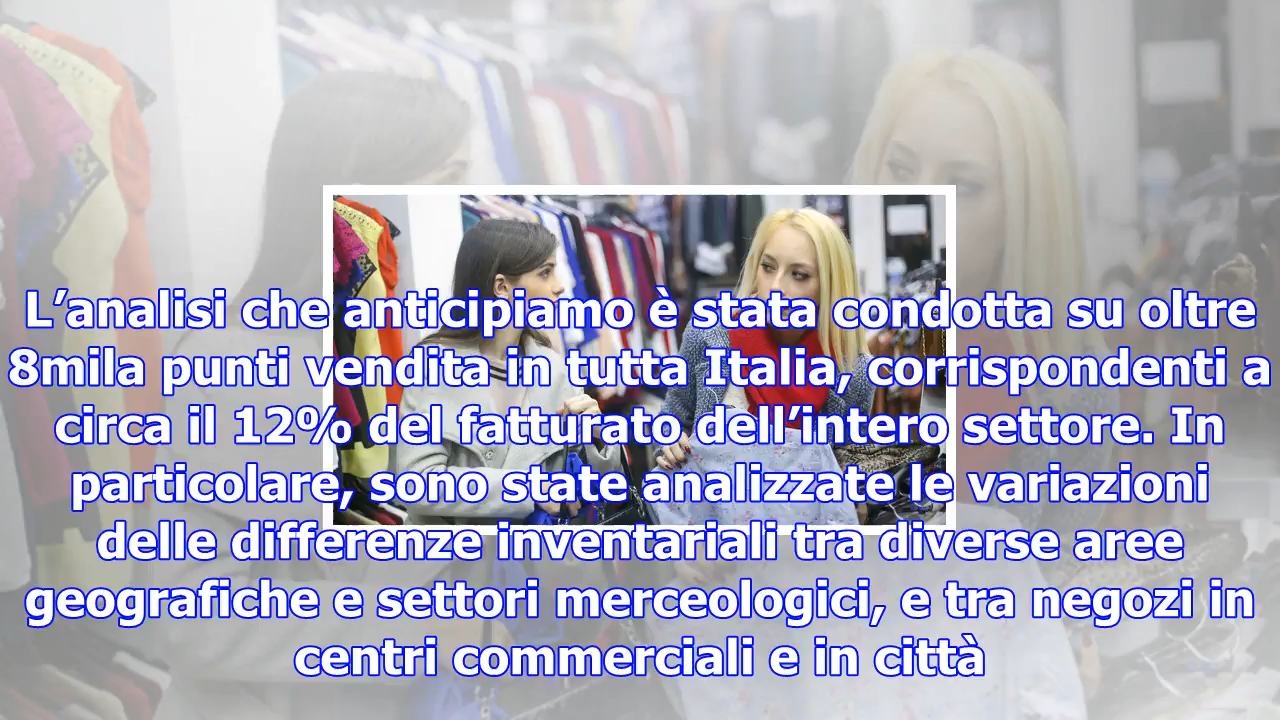 L’analisi che anticipiamo è stata condotta su oltre
8mila punti vendita in tutta Italia, corrispondenti a
circa il 12% del fatturato dell’intero settore. In
particolare, sono state analizzate le variazioni
delle differenze inventariali tra diverse aree
geografiche e settori merceologici, e tra negozi in
centri commerciali e in città